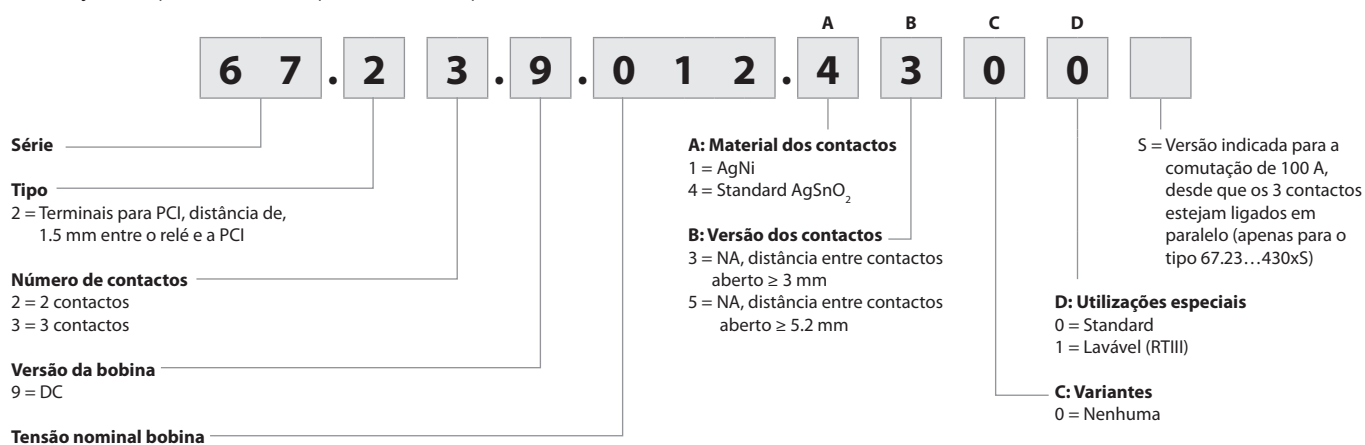 A B C D
6 7 . 2 3 . 9 . 0 1 2 . 4 3 0 0
Série
Tipo
2 = Terminais para PCI, distância de,
1.5 mm entre o relé e a PCI
Número de contactos
2 = 2 contactos
3 = 3 contactos
Versão da bobina
9 = DC
Tensão nominal bobina
A: Material dos contactos
1 = AgNi
4 = Standard AgSnO₂
B: Versão dos contactos
3 = NA, distância entre contactos
aberto ≥ 3 mm
5 = NA, distância entre contactos
aberto ≥ 5.2 mm
S = Versão indicada para a
comutação de 100 A,
desde que os 3 contactos
estejam ligados em
paralelo (apenas para o
tipo 67.23…430xS)
D: Utilizações especiais
0 = Standard
1 = Lavável (RTIII)
C: Variantes
0 = Nenhuma